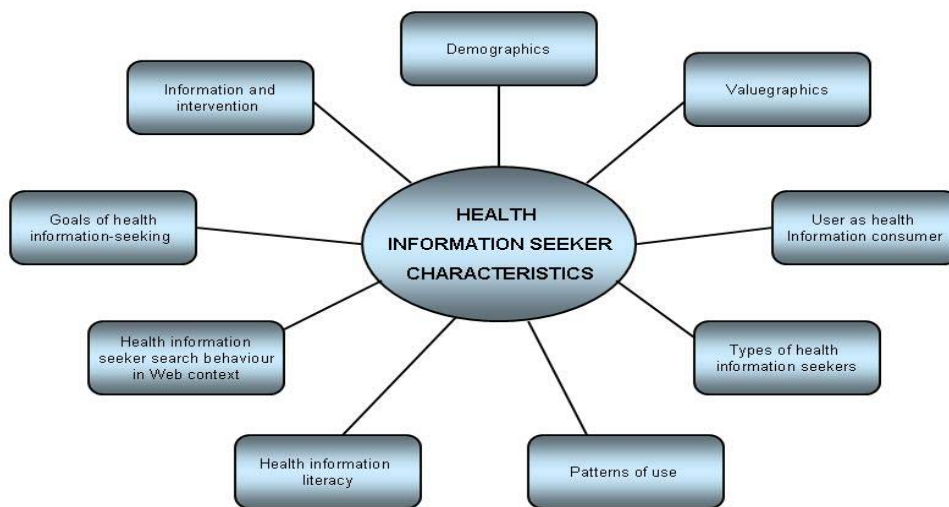 Demographics
Information and
intervention
Valuegraphics
Goals of health
information-seeking
HEALTH
INFORMATION SEEKER
CHARACTERISTICS
User as health
Information consumer
Health information
seeker search behaviour
in Web context
Types of health
information seekers
Health information
literacy
Patterns of use